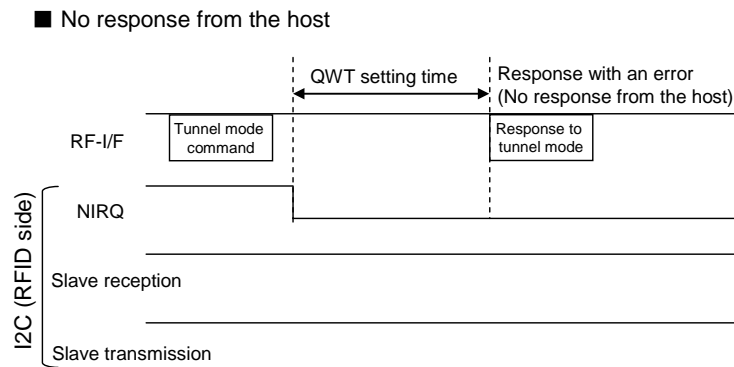 ■ No response from the host
QWT setting time
Response with an error
(No response from the host)
RF-I/F
Tunnel mode
command
Response to
tunnel mode
NIRQ
I2C (RFID side)
Slave reception
Slave transmission